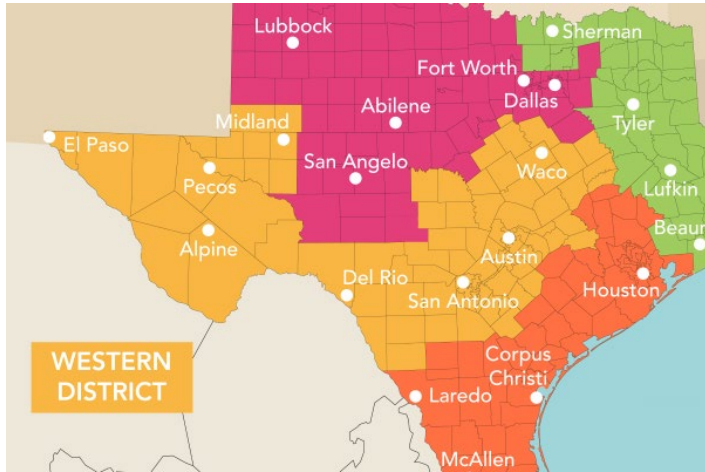 Sherman
Lubbock
Fort Worth
Dallas
Abilene
Tyler
Midland
El Paso
San Angelo
Waco
Pecos
Lufkin
Alpine
Beaum
Austin
Del Rio
San Antonio
Houston
WESTERN
DISTRICT
Corpus
Christi
Laredo
McAllen